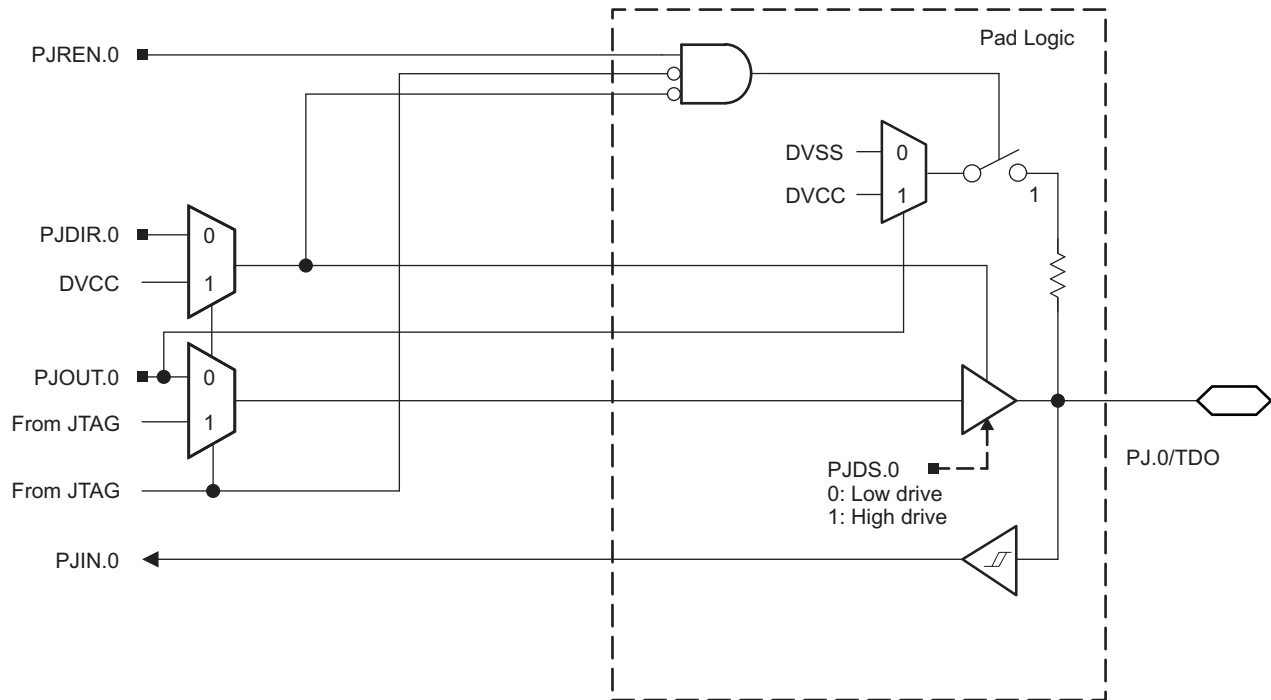 Pad Logic
PJREN.0
DVSS
0
DVCC
1
1
PJDIR.0
0
DVCC
1
PJOUT.0
0
From JTAG
1
From JTAG
PJDS.0
0: Low drive
1: High drive
PJ.0/TDO
PJIN.0